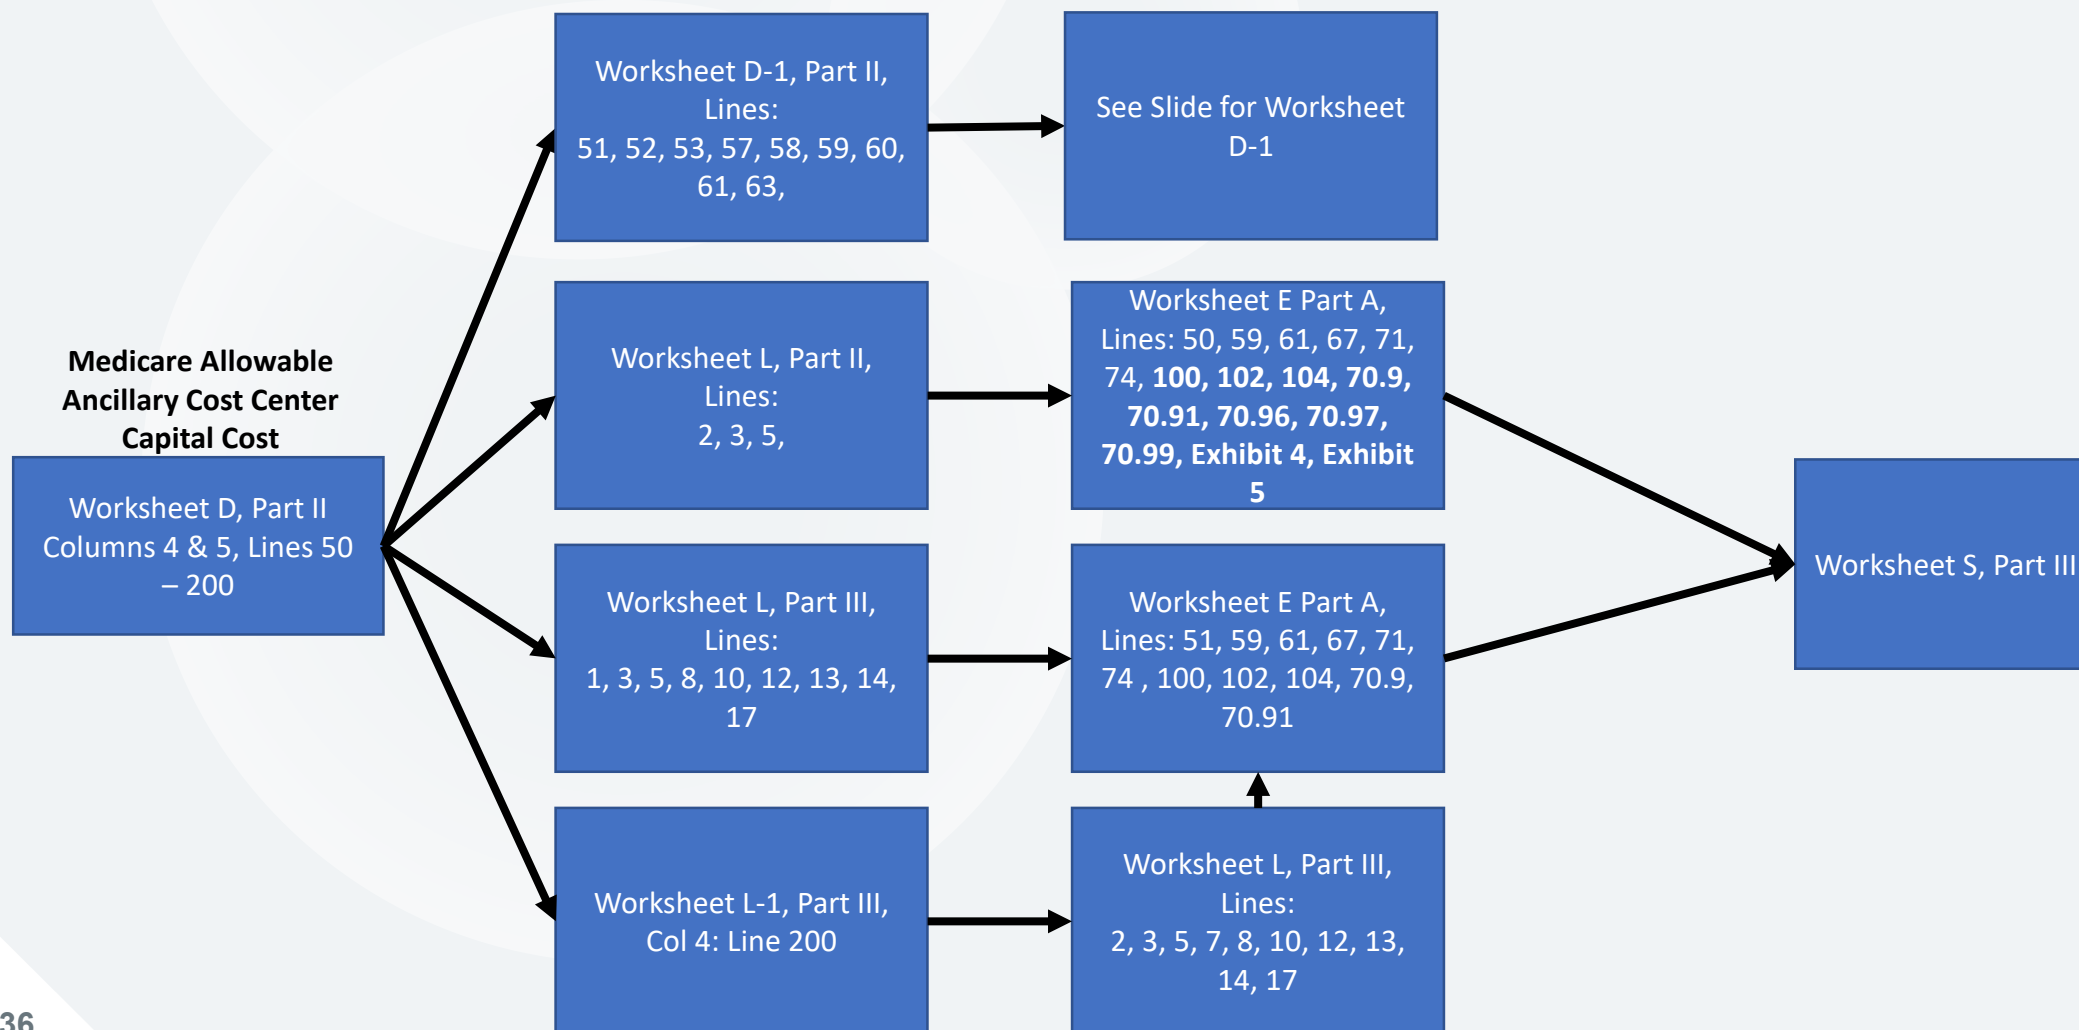 Worksheet D-1, Part II,
Lines:
51, 52, 53, 57, 58, 59, 60,
61, 63,
See Slide for Worksheet
D-1
Medicare Allowable
Ancillary Cost Center
Capital Cost
Worksheet D, Part II
Columns 4 & 5, Lines 50
– 200
Worksheet L, Part II,
Lines:
2, 3, 5,
Worksheet E Part A,
Lines: 50, 59, 61, 67, 71,
74, 100, 102, 104, 70.9,
70.91, 70.96, 70.97,
70.99, Exhibit 4, Exhibit
5
Worksheet L, Part III,
Lines:
1, 3, 5, 8, 10, 12, 13, 14,
17
Worksheet E Part A,
Lines: 51, 59, 61, 67, 71,
74 , 100, 102, 104, 70.9,
70.91
Worksheet S, Part III
Worksheet L-1, Part III,
Col 4: Line 200
Worksheet L, Part III,
Lines:
2, 3, 5, 7, 8, 10, 12, 13,
14, 17
36